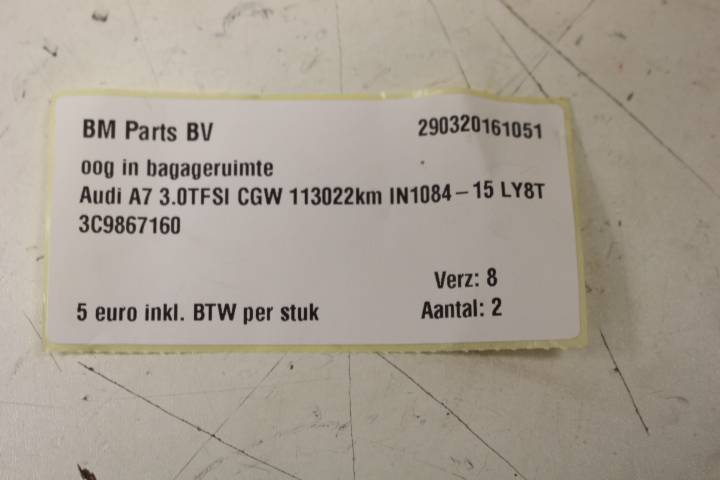 BM Parts BV 290320161051
oog in bagageruimte
Audi A7 3.0TFSI CGW 113022km IN1084-15 LY8T
3C9867160
Verz: 8
5 euro inkl. BTW per stuk Aantal: 2